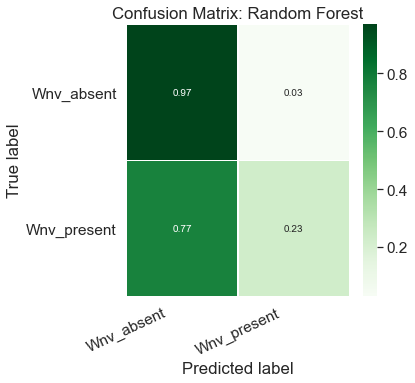 Confusion Matrix: Random Forest
True label
Wnv_absent
0.97
0.03
Wnv_present
0.77
0.23
0.8
0.6
0.4
0.2
Wnv_absent
Wnv_present
Predicted label